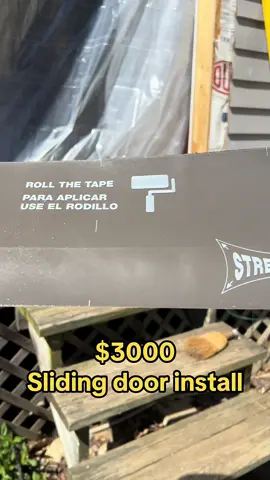 ROLL THE TAPE
PARA APLICAR
USE EL RODILLO
STRE
$3000
Sliding door install